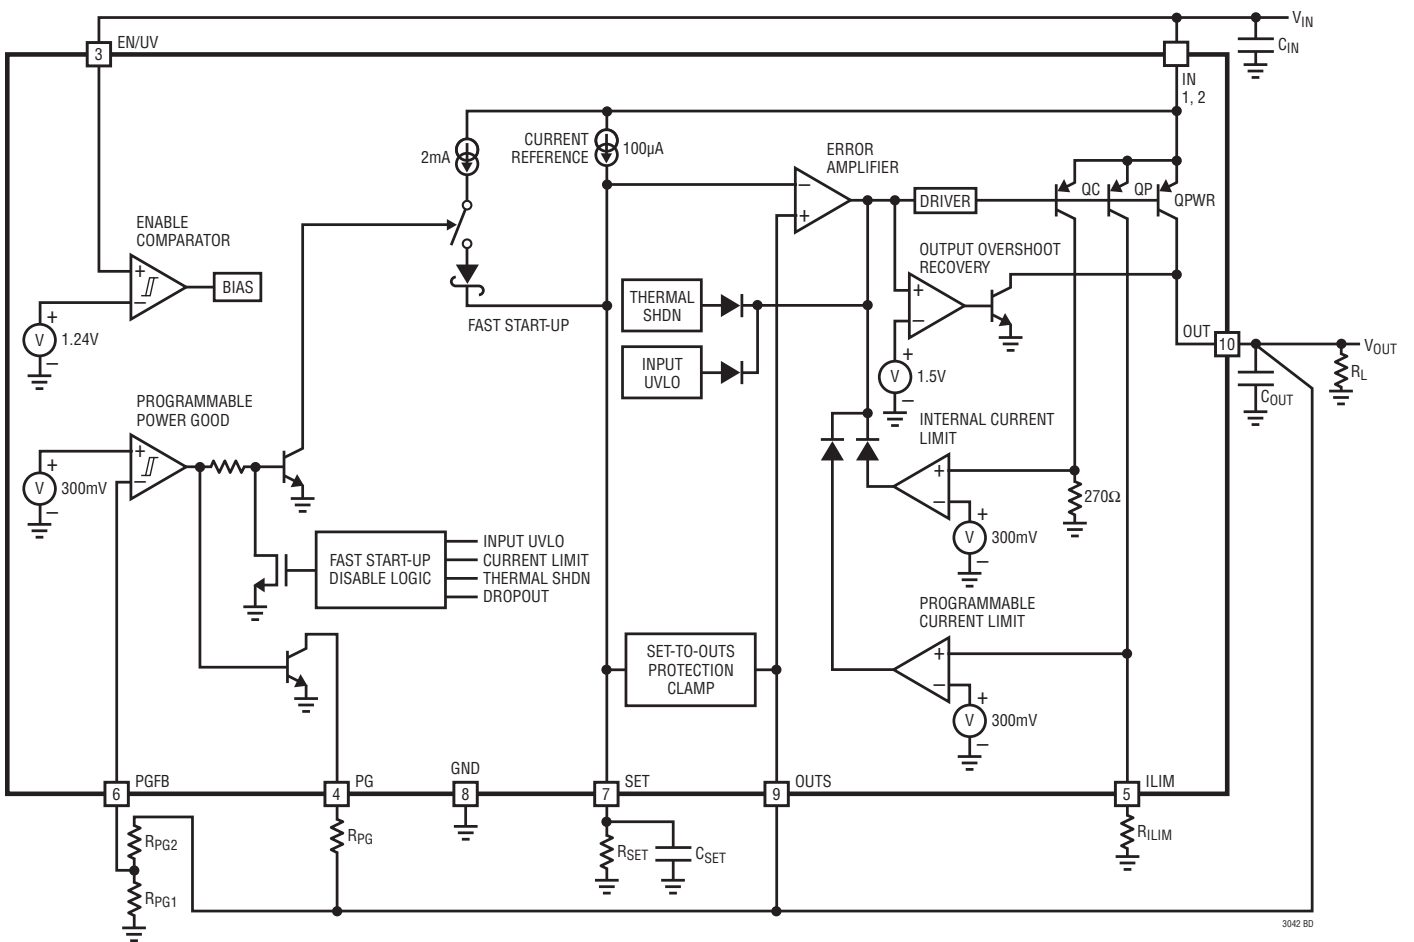 VIN
CIN
3
EN/UV
IN
1, 2
2mA
CURRENT
REFERENCE
100µA
ERROR
AMPLIFIER
−
+
DRIVER
QC
QP
QPWR
ENABLE
COMPARATOR
+
−
BIAS
+
V
−
1.24V
FAST START-UP
THERMAL
SHDN
INPUT
UVLO
OUTPUT OVERSHOOT
RECOVERY
+
−
+
V
−
1.5V
OUT
10
VOUT
COUT
RL
PROGRAMMABLE
POWER GOOD
+
−
+
V
−
300mV
INTERNAL CURRENT
LIMIT
+
−
270Ω
+
V
−
300mV
FAST START-UP
DISABLE LOGIC
INPUT UVLO
CURRENT LIMIT
THERMAL SHDN
DROPOUT
PROGRAMMABLE
CURRENT LIMIT
+
−
+
V
−
300mV
SET-TO-OUTS
PROTECTION
CLAMP
6
PGFB
4
PG
GND
8
7
SET
9
OUTS
5
ILIM
RPG2
RPG1
RPG
RSET
CSET
RILIM
3042 BD